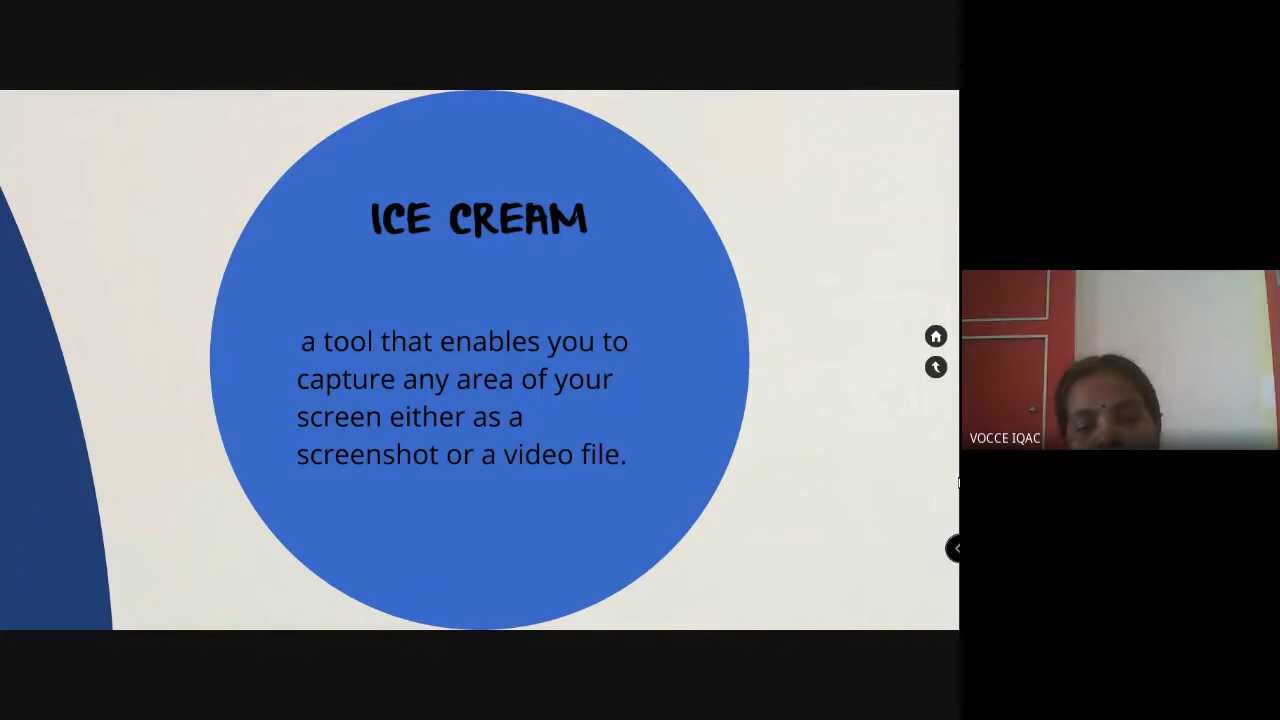 ICE CREAM
a tool that enables you to
capture any area of your
screen either as a
screenshot or a video file.
VOCCE IQAC